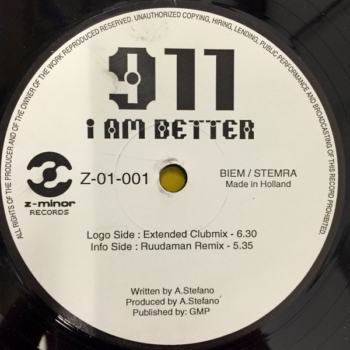 ALL RIGHTS OF THE PRODUCER AND OF THE OWNER OF THE WORK REPRODUCED RESERVED. UNAUTHORIZED COPYING, HIRING, LENDING, PUBLIC PERFORMANCE AND BROADCASTING OF THIS RECORD PROHIBITED.
911
i AM BETTER
z-minor
RECORDS
Z-01-001
BIEM / STEMRA
Made in Holland
Logo Side : Extended Clubmix - 6.30
Info Side : Ruudaman Remix - 5.35
Written by A.Stefano
Produced by A.Stefano
Published by: GMP